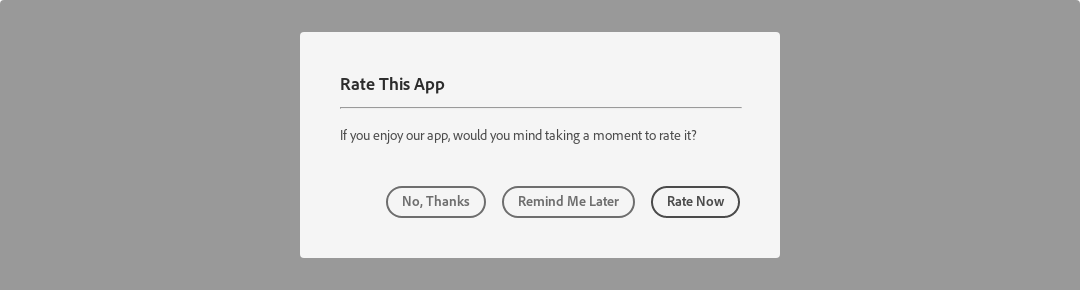 Rate This App
If you enjoy our app, would you mind taking a moment to rate it?
No, Thanks
Remind Me Later
Rate Now